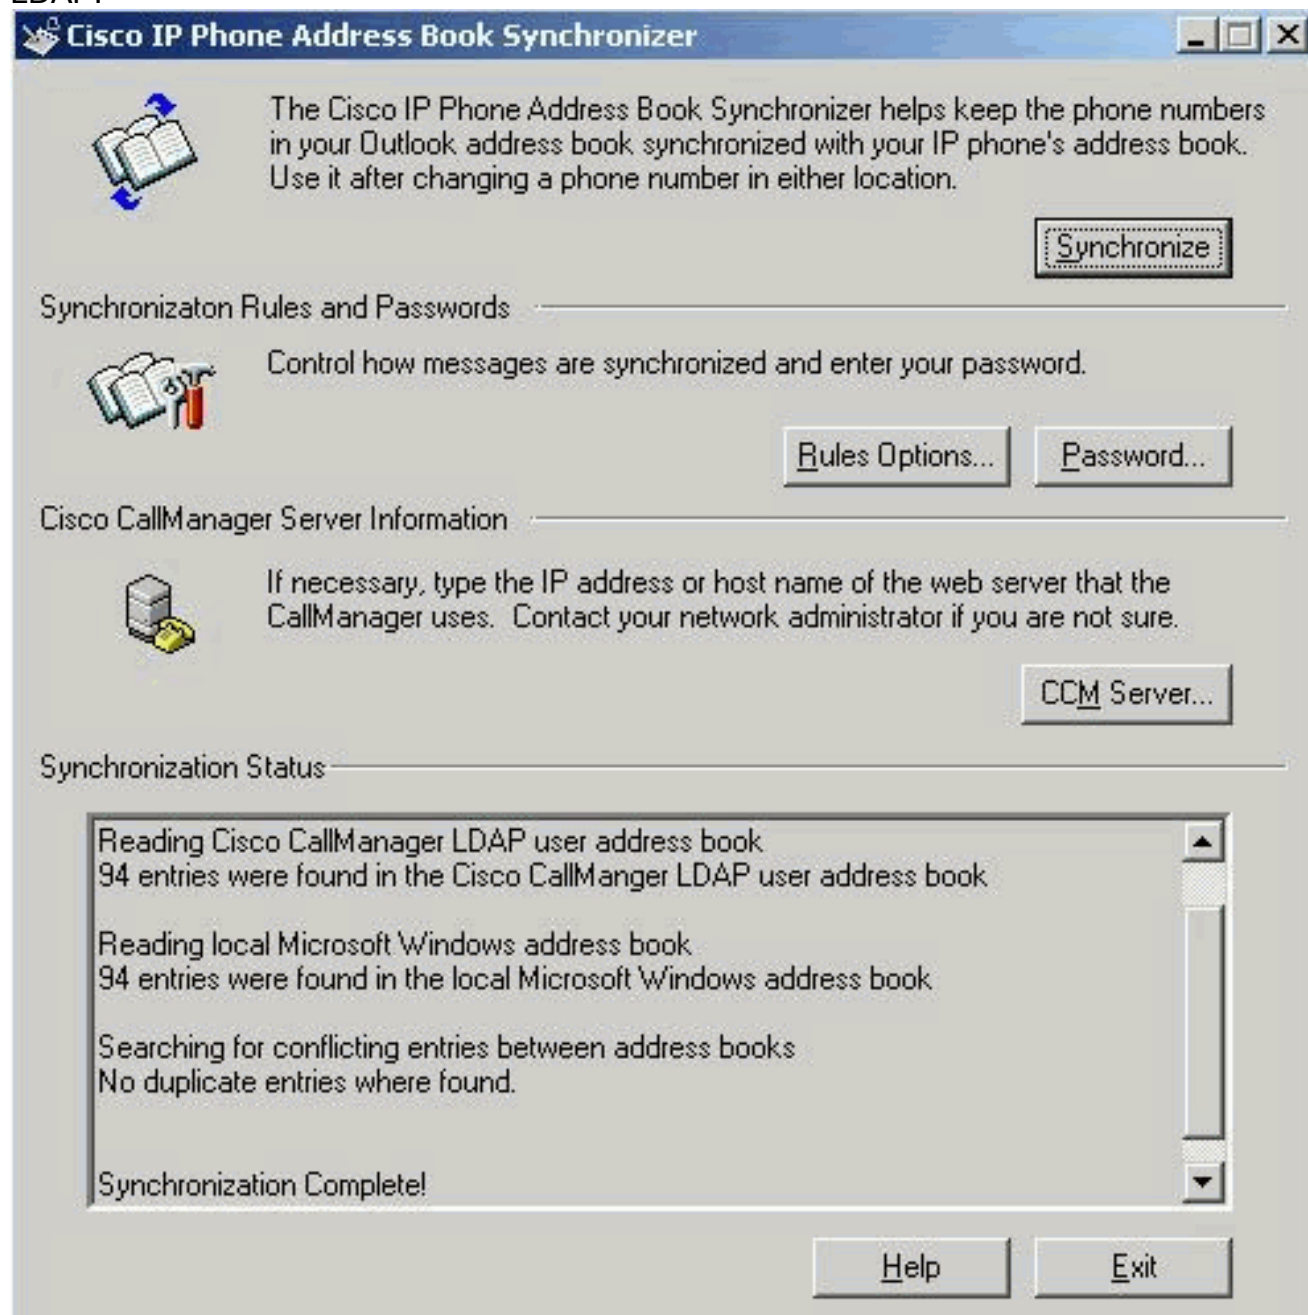 Cisco IP Phone Address Book Synchronizer
The Cisco IP Phone Address Book Synchronizer helps keep the phone numbers
in your Outlook address book synchronized with your IP phone's address book.
Use it after changing a phone number in either location.
Synchronize
Synchronizaton Rules and Passwords
Control how messages are synchronized and enter your password.
Rules Options... Password...
Cisco CallManager Server Information
If necessary, type the IP address or host name of the web server that the
CallManager uses. Contact your network administrator if you are not sure.
CCM Server...
Synchronization Status
Reading Cisco CallManager LDAP user address book
94 entries were found in the Cisco CallManger LDAP user address book
Reading local Microsoft Windows address book
94 entries were found in the local Microsoft Windows address book
Searching for conflicting entries between address books
No duplicate entries where found.
Synchronization Complete!
Help Exit